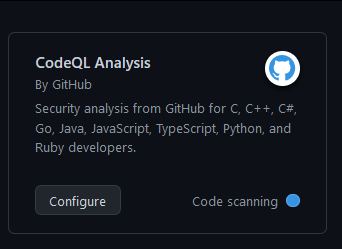 CodeQL Analysis
By GitHub
Security analysis from GitHub for C, C++, C#,
Go, Java, JavaScript, TypeScript, Python, and
Ruby developers.
Configure
Code scanning